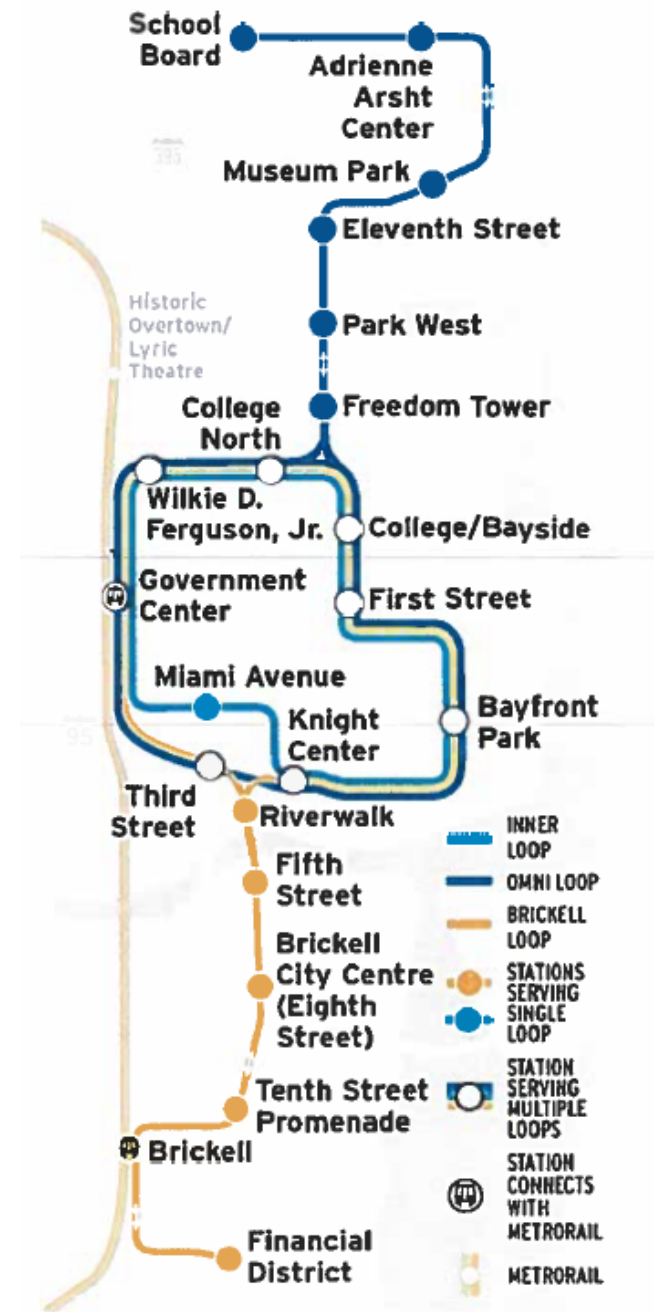 School
Board
Adrienne
Arsht
Center
395
Museum Park
Eleventh Street
Historic
Overtown/
Lyric
Theatre
Park West
College
North
Freedom Tower
Wilkie D.
Ferguson, Jr.
College/Bayside
Government
Center
First Street
Miami Avenue
Knight
Center
Bayfront
Park
95
Third
Street
Riverwalk
Fifth
Street
Brickell
City Centre
(Eighth
Street)
Tenth Street
Promenade
Brickell
Financial
District
INNER
LOOP
OMNI LOOP
BRICKELL
LOOP
STATIONS
SERVING
SINGLE
LOOP
STATION
SERVING
MULTIPLE
LOOPS
STATION
CONNECTS
WITH
METRORAIL
METRORAIL